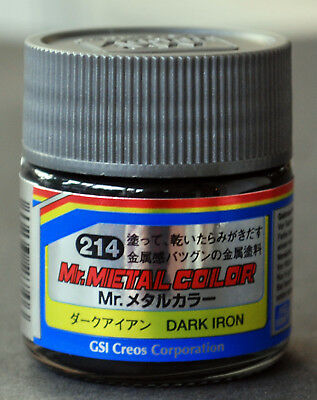 214
塗って、乾いたらみがきだす
金属感バツグンの金属塗料
Mr.METAL COLOR
Mr.メタルカラー
ダークアイアン DARK IRON
GSI Creos Corporation